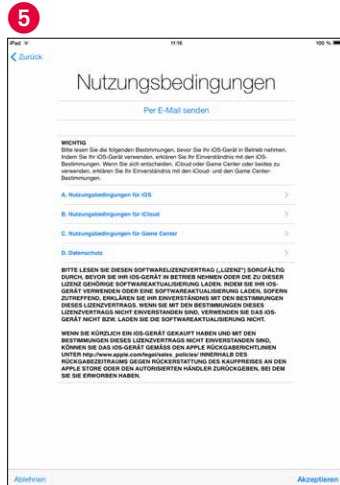 5
iPad
11:16
100 %
Zurück
Nutzungsbedingungen
Per E-Mail senden
WICHTIG
Bitte lesen Sie die folgenden Bestimmungen, bevor Sie ihr iOS-Gerät in Betrieb nehmen.
Indem Sie Ihr iOS-Gerät verwenden, erklären Sie Ihr Einverständnis mit den iOS-
Bestimmungen. Wenn Sie sich entscheiden, iCloud oder Game Center oder beides zu
verwenden, erklären Sie Ihr Einverständnis mit den iCloud- und den Game Center-
Bestimmungen.
A. Nutzungsbedingungen für iOS
B. Nutzungsbedingungen für iCloud
C. Nutzungsbedingungen für Game Center
D. Datenschutz
BITTE LESEN SIE DIESEN SOFTWARELIZENZVERTRAG („LIZENZ“) SORGFÄLTIG
DURCH, BEVOR SIE IHR IOS-GERÄT IN BETRIEB NEHMEN ODER DIE ZU DIESER
LIZENZ GEHÖRIGE SOFTWAREAKTUALISIERUNG LADEN. INDEM SIE IHR IOS-
GERÄT VERWENDEN ODER EINE SOFTWAREAKTUALISIERUNG LADEN, SOFERN
ZUTREFFEND, ERKLÄREN SIE IHR EINVERSTÄNDNIS MIT DEN BESTIMMUNGEN
DIESES LIZENZVERTRAGS. WENN SIE MIT DEN BESTIMMUNGEN DIESES
LIZENZVERTRAGS NICHT EINVERSTANDEN SIND, VERWENDEN SIE DAS iOS-
GERÄT NICHT BZW. LADEN SIE DIE SOFTWAREAKTUALISIERUNG NICHT.
WENN SIE KÜRZLICH EIN iOS-GERÄT GEKAUFT HABEN UND MIT DEN
BESTIMMUNGEN DIESES LIZENZVERTRAGS NICHT EINVERSTANDEN SIND,
KÖNNEN SIE DAS iOS-GERÄT GEMÄSS DEN APPLE RÜCKGABERICHTLINIEN
UNTER http://www.apple.com/legal/sales_policies/ INNERHALB DES
RÜCKGABEZEITRAUMS GEGEN RÜCKERSTATTUNG DES KAUFPREISES AN DEN
APPLE STORE ODER DEN AUTORISIERTEN HÄNDLER ZURÜCKGEBEN, BEI DEM
SIE SIE ERWORBEN HABEN.
Ablehnen
Akzeptieren